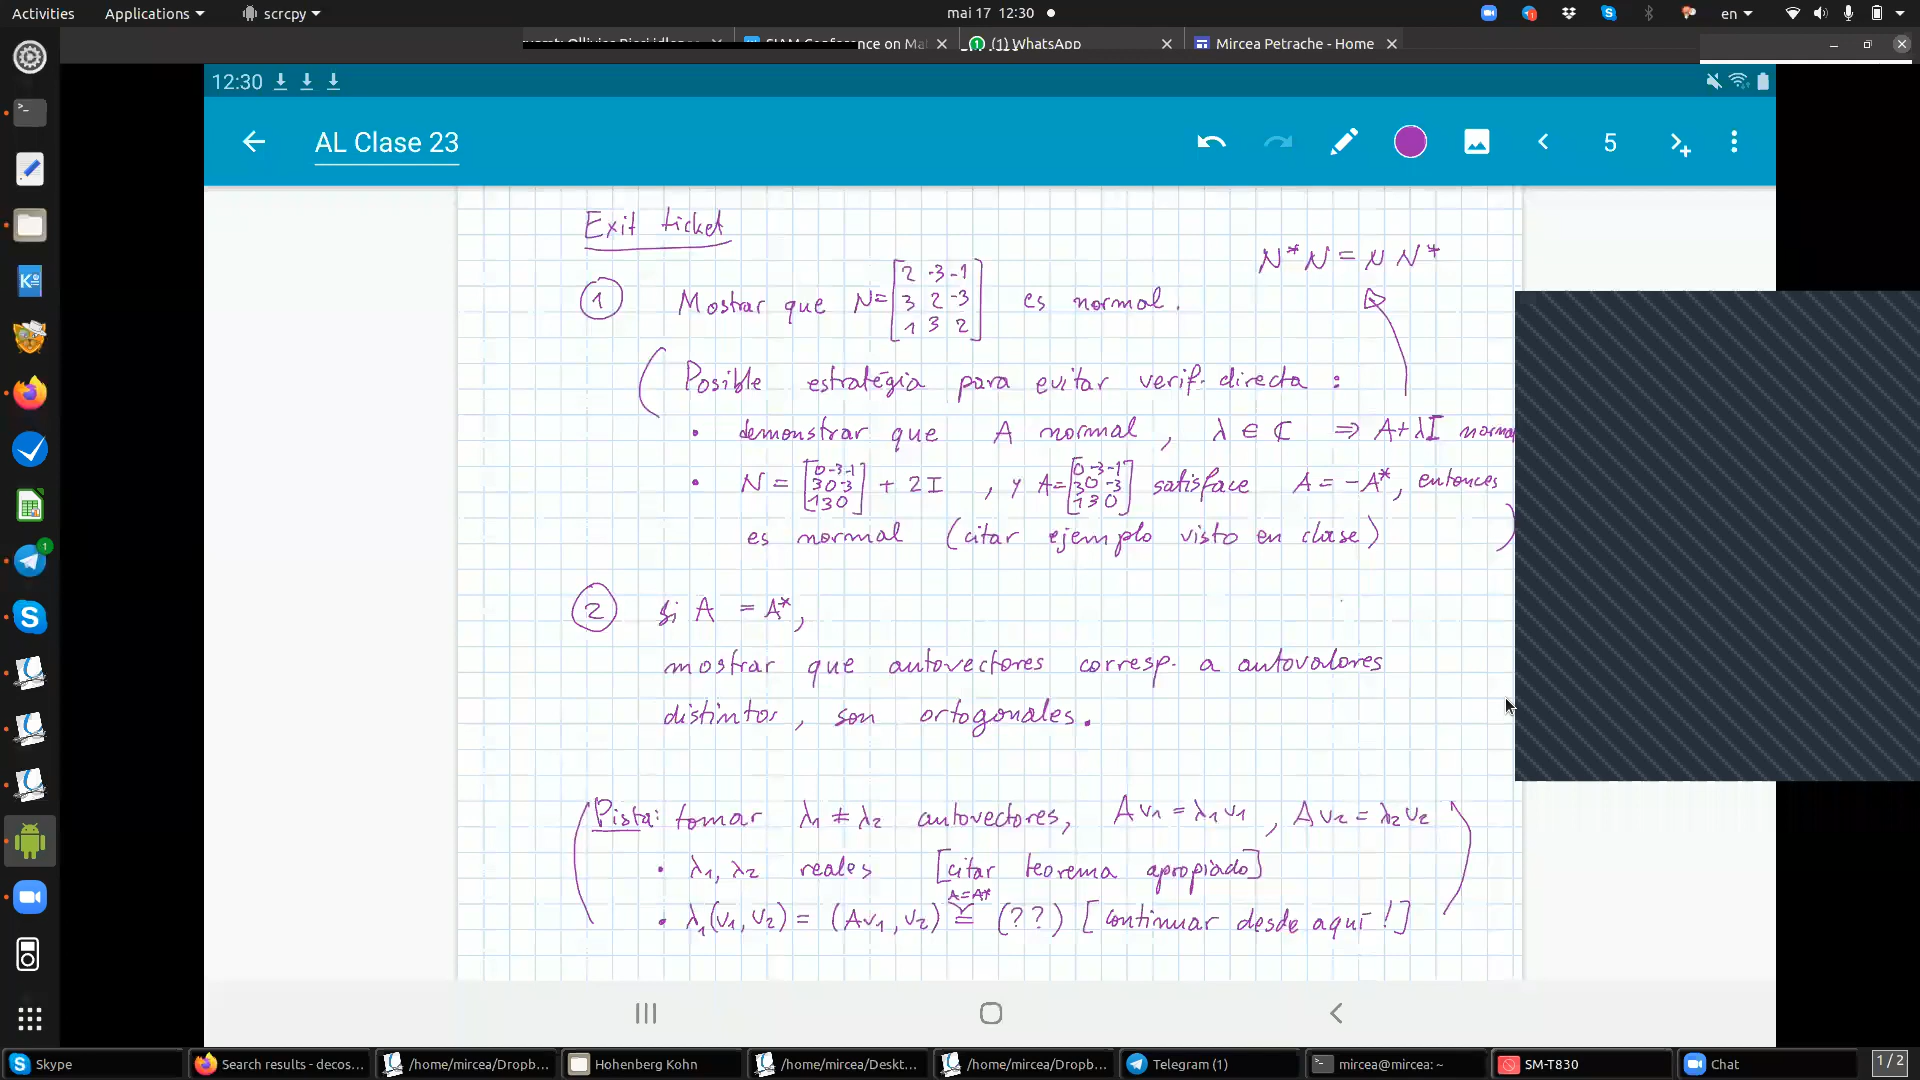 Activities Applications scrcpy mai 17 12:30 en
SIAM Conference on Ma (1) WhatsApp Mircea Petrache - Home
12:30
AL Clase 23 5
Exit ticket
N* N = N N*
① Mostrar que N = [2 -3 -1; 3 2 -3; 1 3 2] es normal.
(Posible estratégia para evitar verif. directa :
• demonstrar que A normal, λ ∈ ℂ ⇒ A+λI
• N = [0 -3 -1; 3 0 -3; 1 3 0] + 2I , y A = [0 -3 -1; 3 0 -3; 1 3 0] satisface A = -A*, entonces
es normal (citar ejemplo visto en clase) )
② Si A = A*,
mostrar que autovectores corresp. a autovalores
distintos, son ortogonales.
(Pista: tomar λ1 ≠ λ2 autovectores, Av1 = λ1v1 , Av2 = λ2v2)
• λ1, λ2 reales [citar teorema apropiado]
A=A*
• λ1(v1, v2) = (Av1, v2) = (??) [continuar desde aquí!]
Skype Search results - decos... /home/mircea/Dropb... Hohenberg Kohn /home/mircea/Deskt... /home/mircea/Dropb... Telegram (1) mircea@mircea: ~ SM-T830 Chat 1 / 2